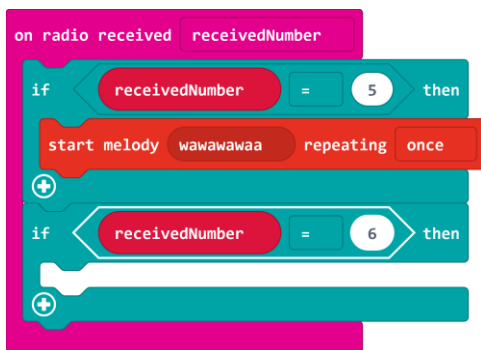 on radio received receivedNumber
if receivedNumber = 5 then
start melody wawawawaa repeating once
if receivedNumber = 6 then